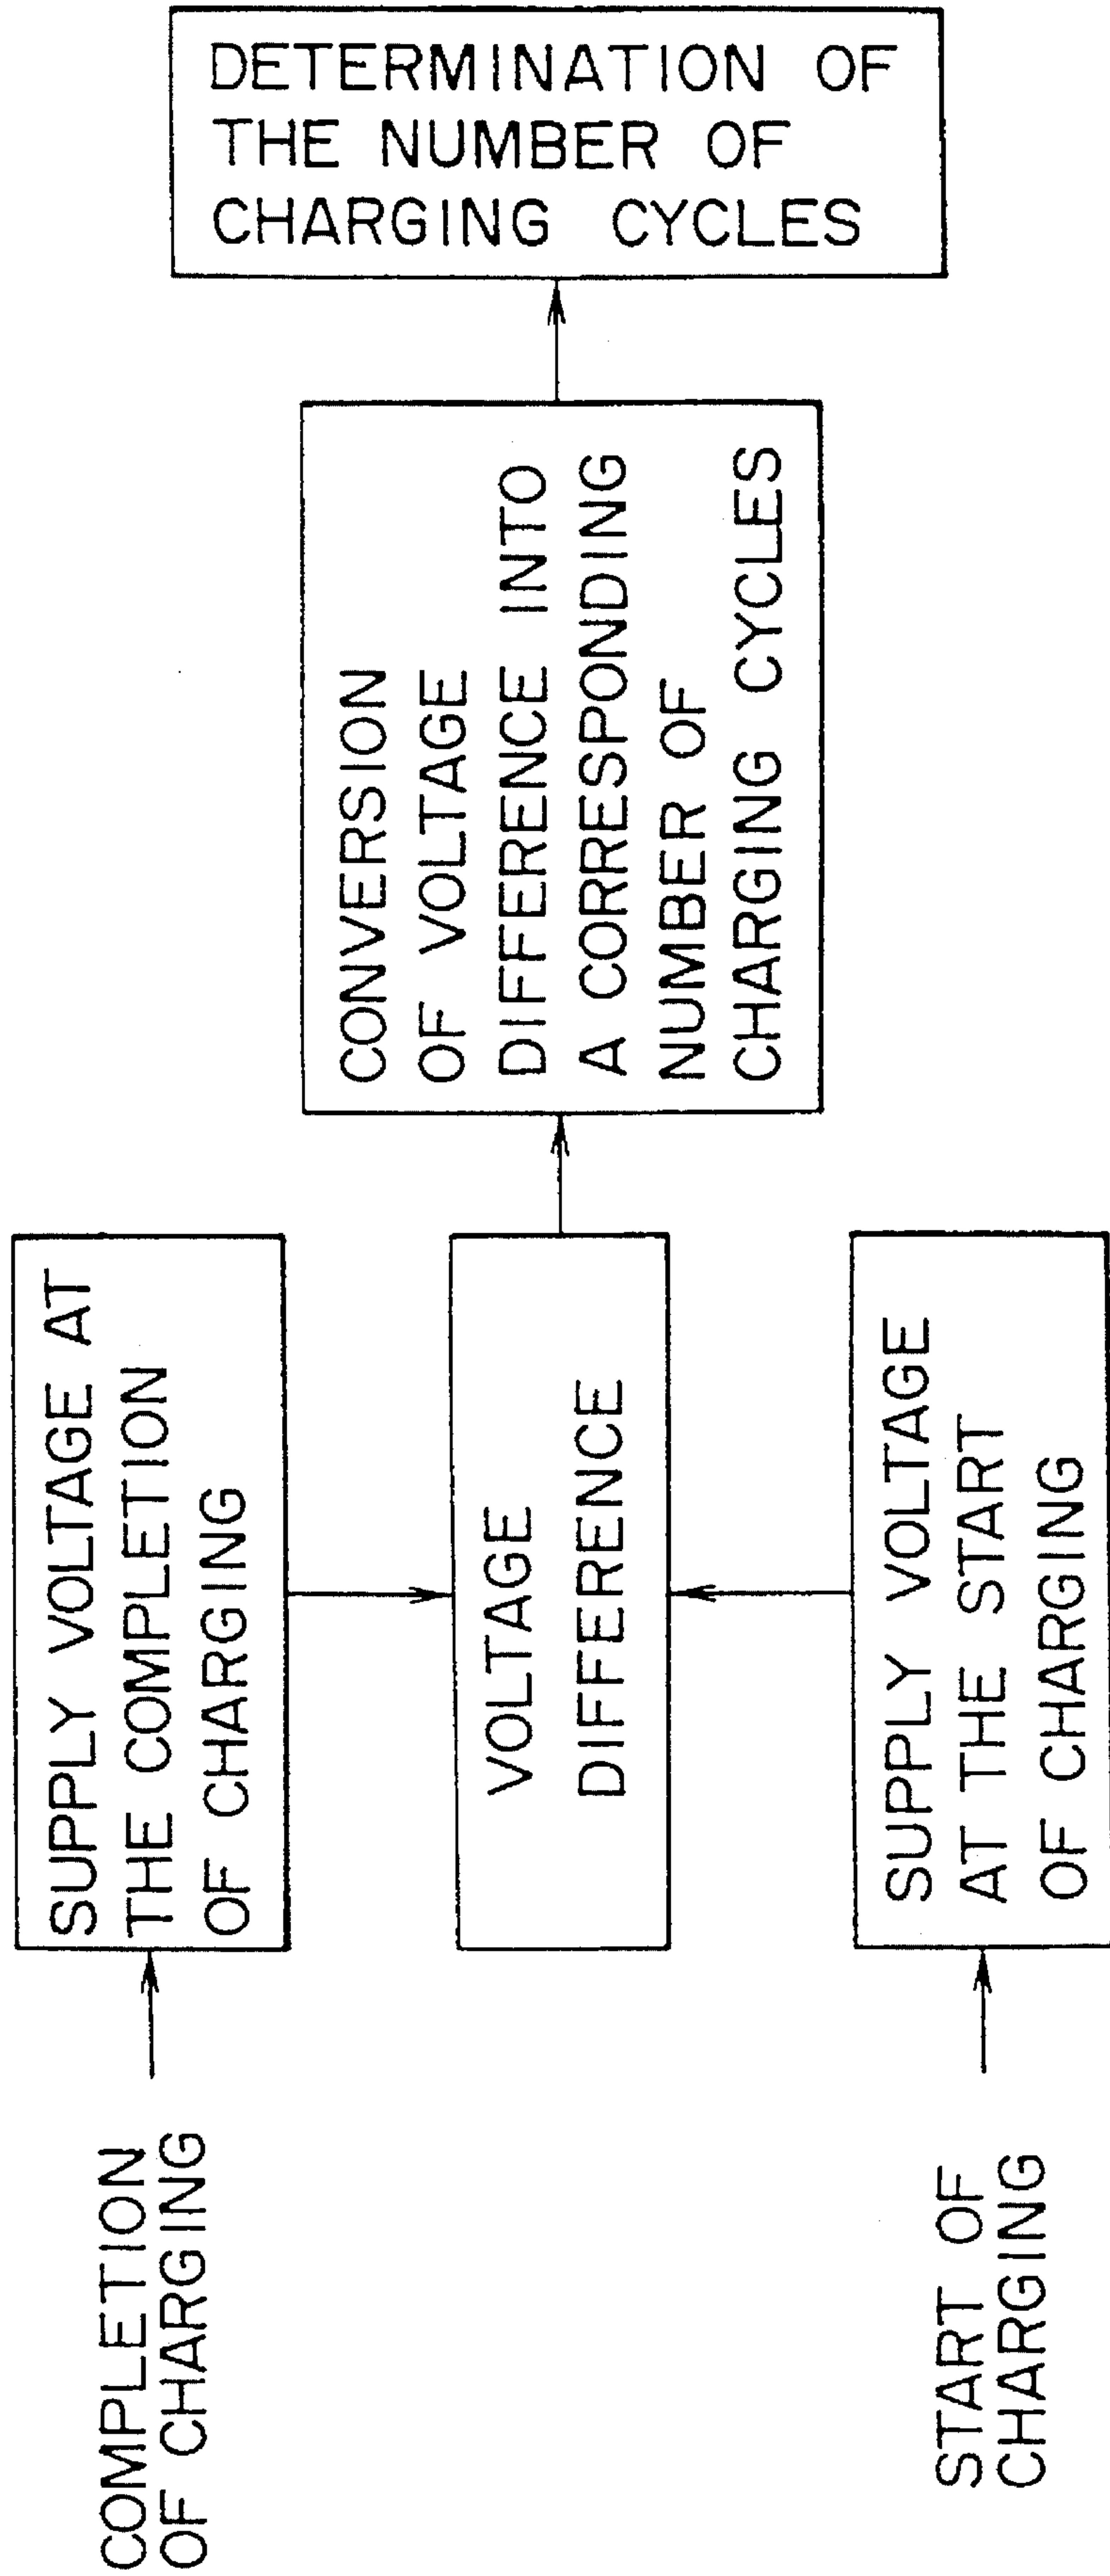 COMPLETION
OF CHARGING
SUPPLY VOLTAGE AT
THE COMPLETION
OF CHARGING
VOLTAGE
DIFFERENCE
START OF
CHARGING
SUPPLY VOLTAGE
AT THE START
OF CHARGING
CONVERSION
OF VOLTAGE
DIFFERENCE INTO
A CORRESPONDING
NUMBER OF
CHARGING CYCLES
DETERMINATION OF
THE NUMBER OF
CHARGING CYCLES